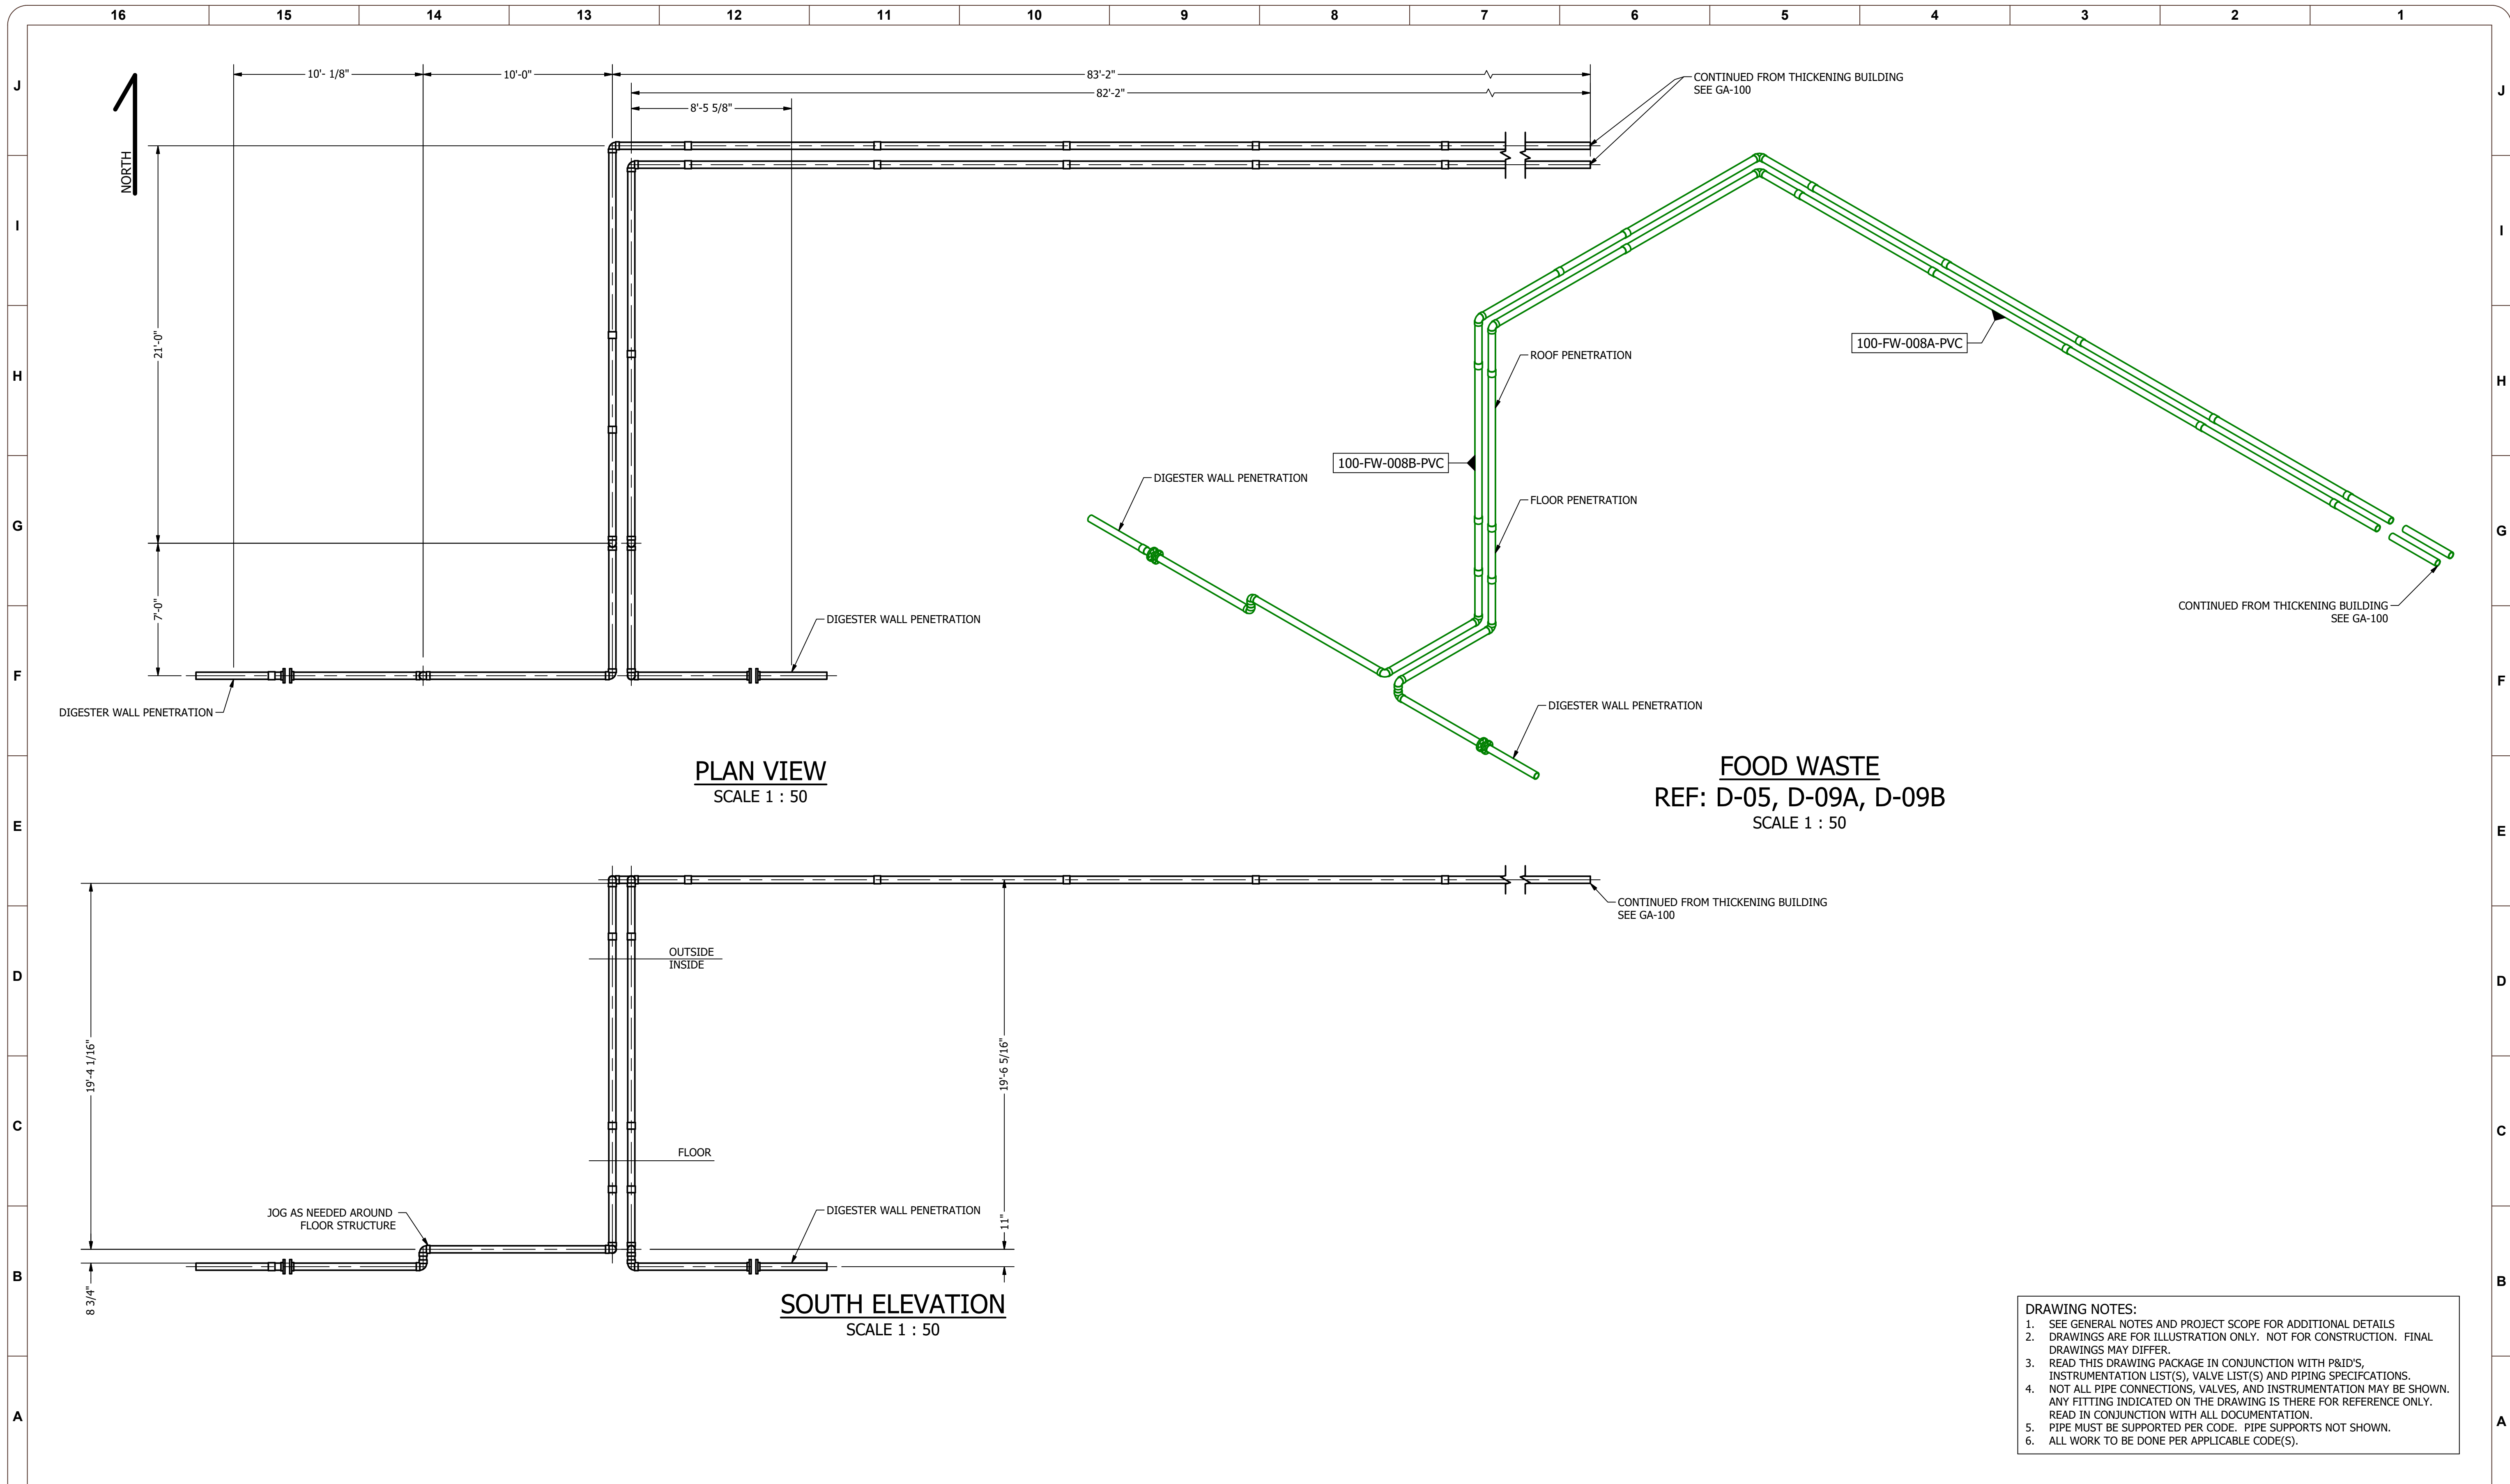 16 15 14 13 12 11 10 9 8 7 6 5 4 3 2 1
J
I
H
G
F
E
D
C
B
A
J
I
H
G
F
E
D
C
B
A
NORTH
10'- 1/8"
10'-0"
83'-2"
82'-2"
8'-5 5/8"
CONTINUED FROM THICKENING BUILDING
SEE GA-100
21'-0"
7'-0"
DIGESTER WALL PENETRATION
DIGESTER WALL PENETRATION
PLAN VIEW
SCALE 1 : 50
ROOF PENETRATION
100-FW-008A-PVC
100-FW-008B-PVC
DIGESTER WALL PENETRATION
FLOOR PENETRATION
CONTINUED FROM THICKENING BUILDING
SEE GA-100
DIGESTER WALL PENETRATION
FOOD WASTE
REF: D-05, D-09A, D-09B
SCALE 1 : 50
CONTINUED FROM THICKENING BUILDING
SEE GA-100
OUTSIDE
INSIDE
19'-4 1/16"
19'-6 5/16"
FLOOR
JOG AS NEEDED AROUND
FLOOR STRUCTURE
DIGESTER WALL PENETRATION
11"
8 3/4"
SOUTH ELEVATION
SCALE 1 : 50
DRAWING NOTES:
1. SEE GENERAL NOTES AND PROJECT SCOPE FOR ADDITIONAL DETAILS
2. DRAWINGS ARE FOR ILLUSTRATION ONLY. NOT FOR CONSTRUCTION. FINAL
DRAWINGS MAY DIFFER.
3. READ THIS DRAWING PACKAGE IN CONJUNCTION WITH P&ID'S,
INSTRUMENTATION LIST(S), VALVE LIST(S) AND PIPING SPECIFCATIONS.
4. NOT ALL PIPE CONNECTIONS, VALVES, AND INSTRUMENTATION MAY BE SHOWN.
ANY FITTING INDICATED ON THE DRAWING IS THERE FOR REFERENCE ONLY.
READ IN CONJUNCTION WITH ALL DOCUMENTATION.
5. PIPE MUST BE SUPPORTED PER CODE. PIPE SUPPORTS NOT SHOWN.
6. ALL WORK TO BE DONE PER APPLICABLE CODE(S).